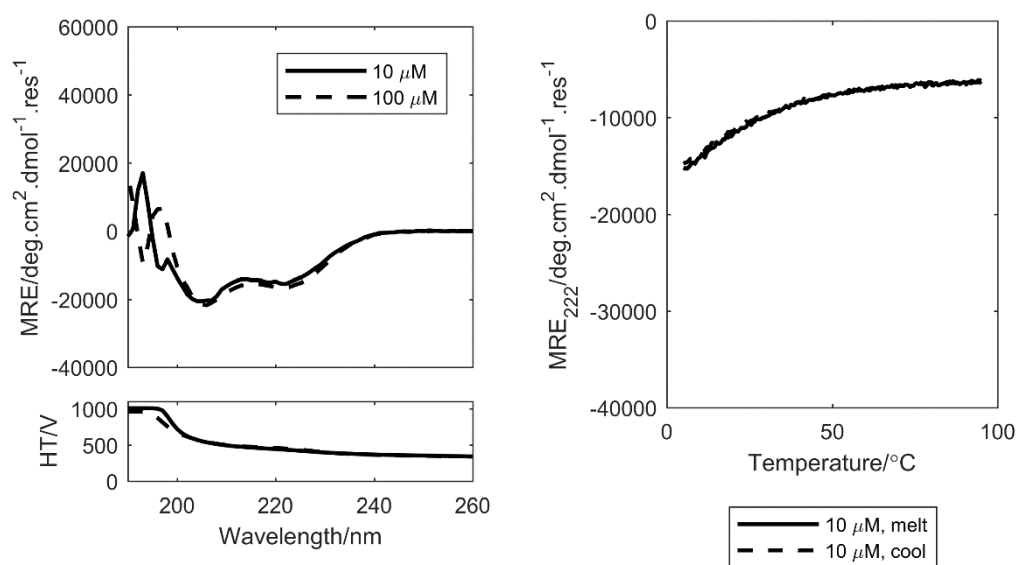 60000
40000
20000
0
-20000
-40000
MRE/deg.cm².dmol⁻¹.res⁻¹
10 μM
100 μM
1000
500
0
HT/V
200
220
240
260
Wavelength/nm
0
-10000
-20000
-30000
-40000
MRE₂₂₂/deg.cm².dmol⁻¹.res⁻¹
0
50
100
Temperature/°C
10 μM, melt
10 μM, cool